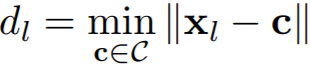 $d_l = \min_{\mathbf{c} \in \mathcal{C}} \|\mathbf{x}_l - \mathbf{c}\|$